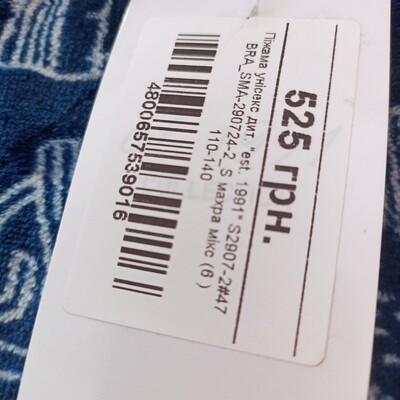 525 грн.
Піжама унісекс дит. "est. 1991" S2907-2#47
BRA_SMA-290724-2_S махра мікс (6 )
110-140
4800657539016